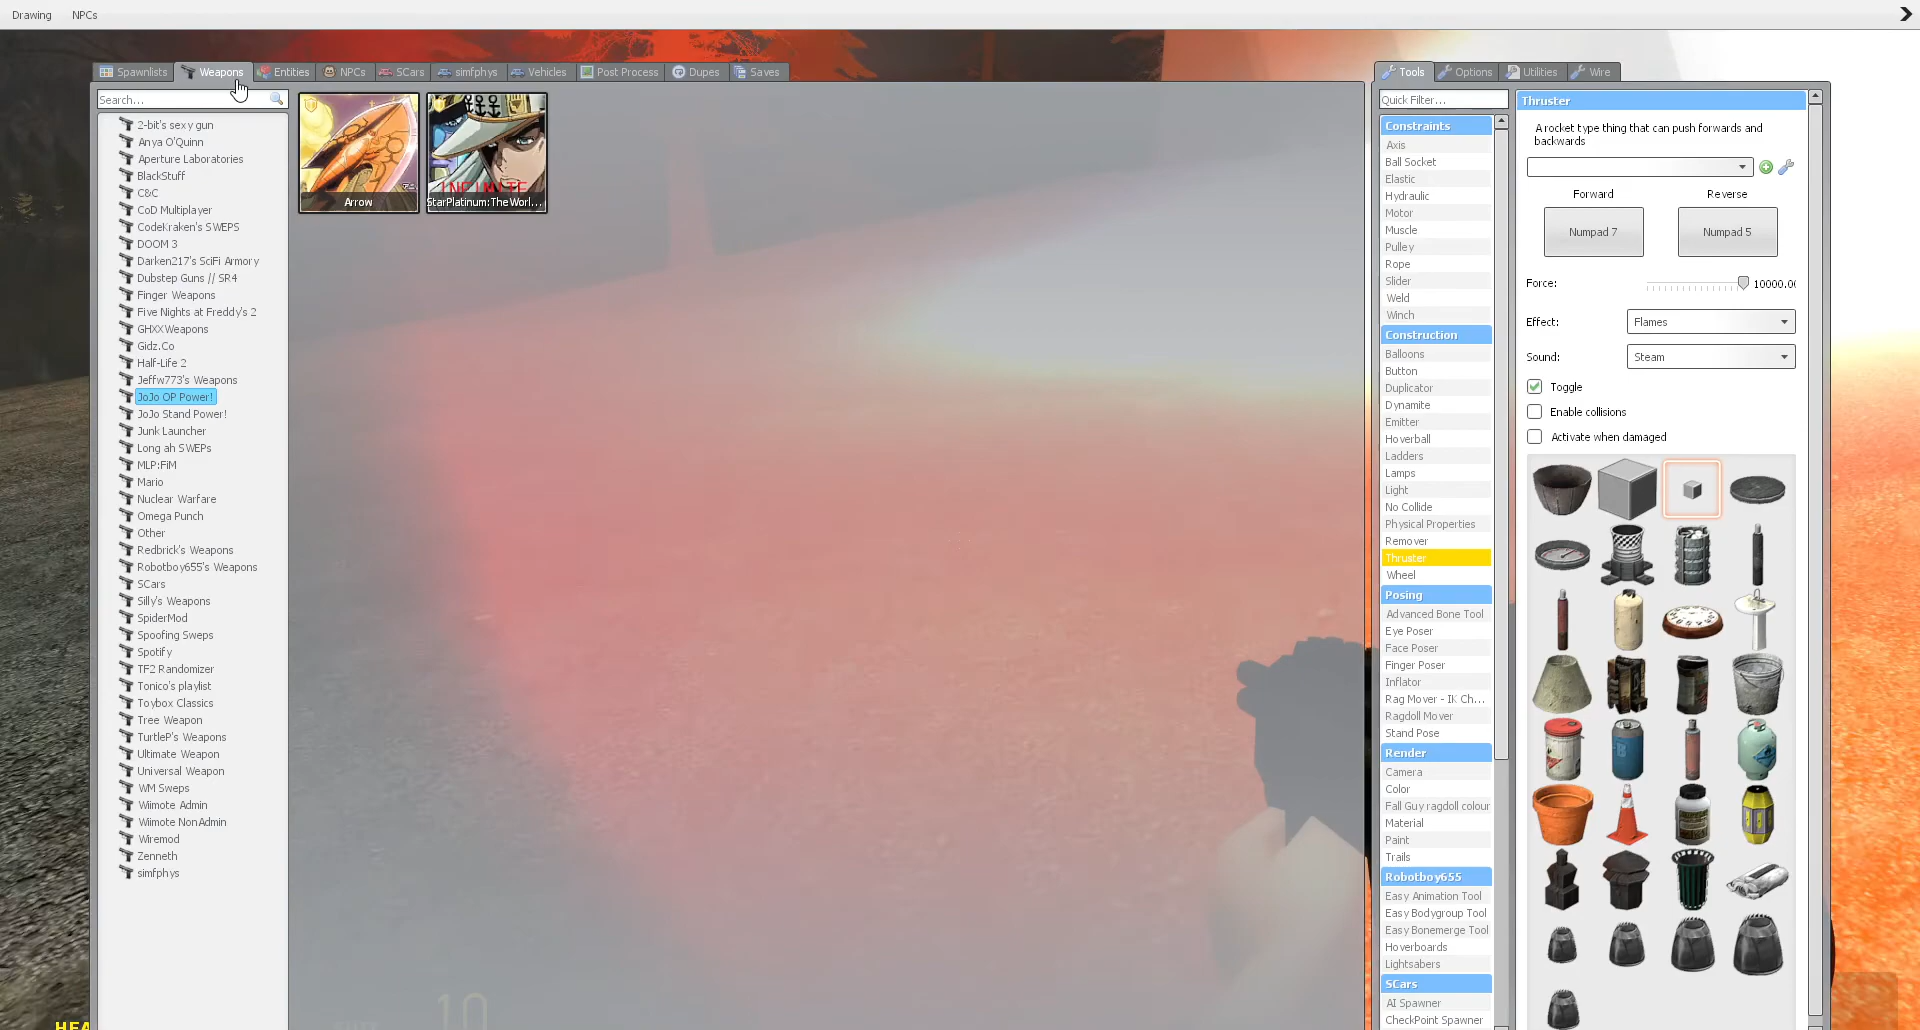 Drawing NPCs
Spawnlists Weapons Entities NPCs SCars simfphys Vehicles Post Process Dupes Saves
Search...
2-bit's sexy gun
Anya O'Quinn
Aperture Laboratories
BlackStuff
C&C
CoD Multiplayer
CodeKraken's SWEPS
DOOM 3
Darken217's SciFi Armory
Dubstep Guns // SR4
Finger Weapons
Five Nights at Freddy's 2
GHXXWeapons
Gidz.Co
Half-Life 2
Jeffw773's Weapons
JoJo OP Power!
JoJo Stand Power!
Junk Launcher
Long ah SWEPs
MLP:FiM
Mario
Nuclear Warfare
Omega Punch
Other
Redbrick's Weapons
Robotboy655's Weapons
SCars
Silly's Weapons
SpiderMod
Spoofing Sweps
Spotify
TF2 Randomizer
Tonico's playlist
Toybox Classics
Tree Weapon
TurtleP's Weapons
Ultimate Weapon
Universal Weapon
WM Sweps
Wiimote Admin
Wiimote NonAdmin
Wiremod
Zenneth
simfphys
Arrow
INFINITE
StarPlatinum:TheWorl...
10
HEA
Tools Options Utilities Wire
Quick Filter...
Constraints
Axis
Ball Socket
Elastic
Hydraulic
Motor
Muscle
Pulley
Rope
Slider
Weld
Winch
Construction
Balloons
Button
Duplicator
Dynamite
Emitter
Hoverball
Ladders
Lamps
Light
No Collide
Physical Properties
Remover
Thruster
Wheel
Posing
Advanced Bone Tool
Eye Poser
Face Poser
Finger Poser
Inflator
Rag Mover - IK Ch...
Ragdoll Mover
Stand Pose
Render
Camera
Color
Fall Guy ragdoll colour
Material
Paint
Trails
Robotboy655
Easy Animation Tool
Easy Bodygroup Tool
Easy Bonemerge Tool
Hoverboards
Lightsabers
SCars
AI Spawner
CheckPoint Spawner
Thruster
A rocket type thing that can push forwards and
backwards
Forward Reverse
Numpad 7 Numpad 5
Force: 10000.0
Effect: Flames
Sound: Steam
Toggle
Enable collisions
Activate when damaged